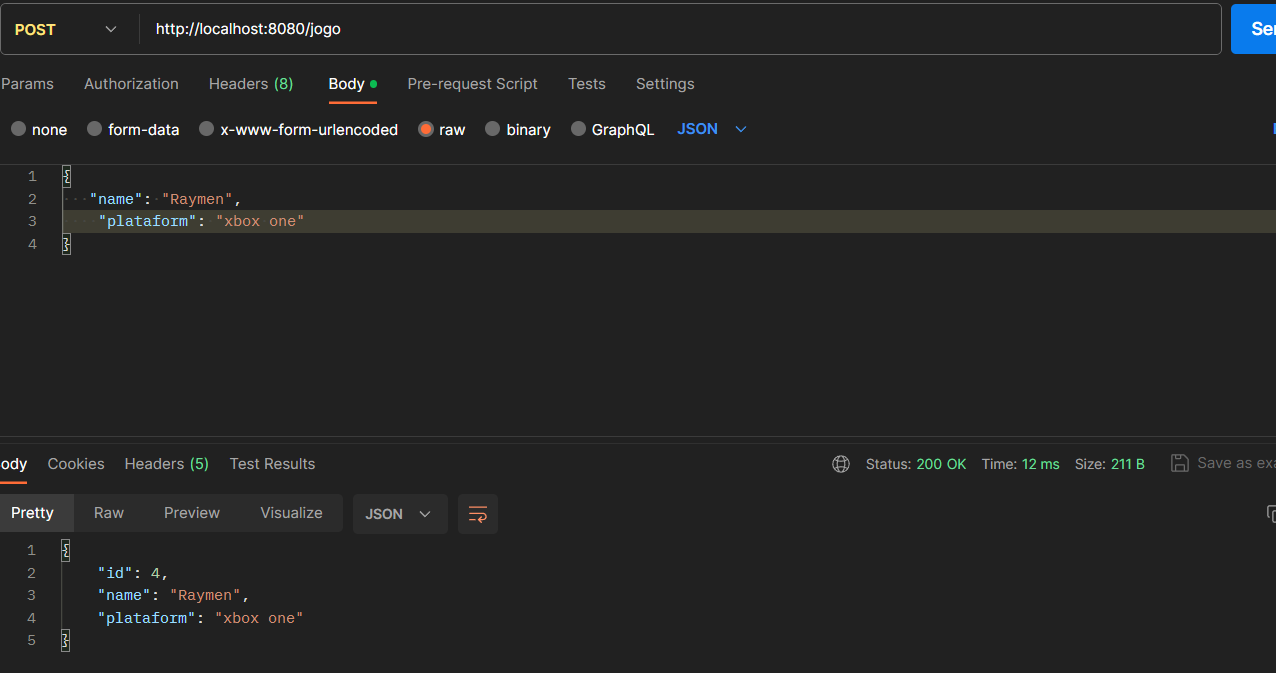 POST http://localhost:8080/jogo Ser
Params Authorization Headers (8) Body Pre-request Script Tests Settings
none form-data x-www-form-urlencoded raw binary GraphQL JSON
1 {
2 "name": "Raymen",
3 "plataform": "xbox one"
4 }
ody Cookies Headers (5) Test Results Status: 200 OK Time: 12 ms Size: 211 B Save as exa
Pretty Raw Preview Visualize JSON
1 {
2 "id": 4,
3 "name": "Raymen",
4 "plataform": "xbox one"
5 }